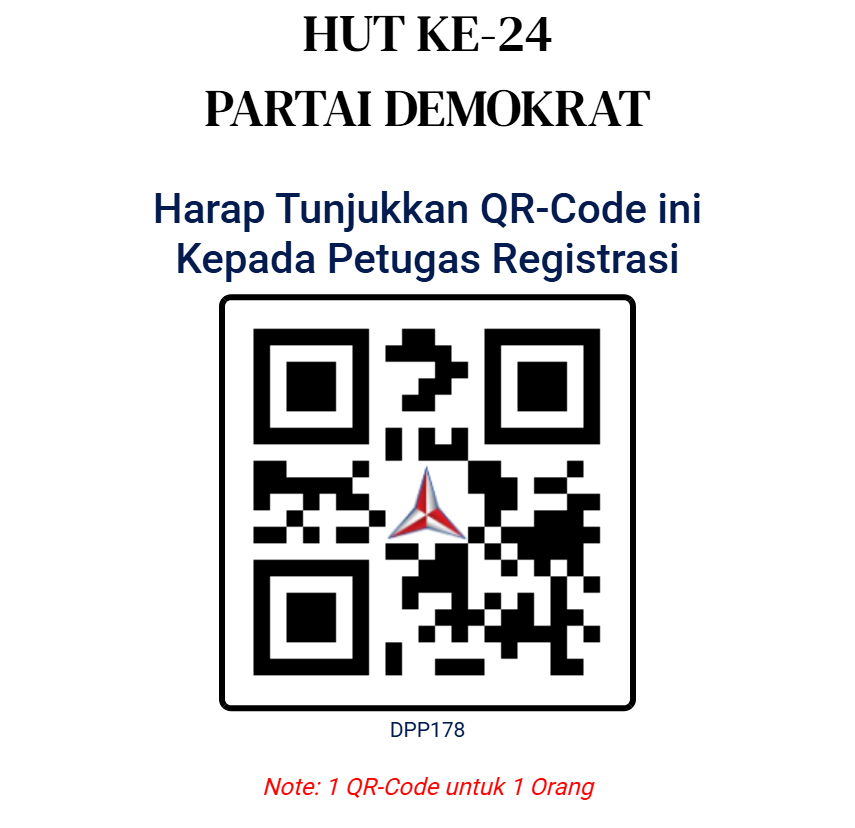 HUT KE-24
PARTAI DEMOKRAT
Harap Tunjukkan QR-Code ini
Kepada Petugas Registrasi
DPP178
Note: 1 QR-Code untuk 1 Orang